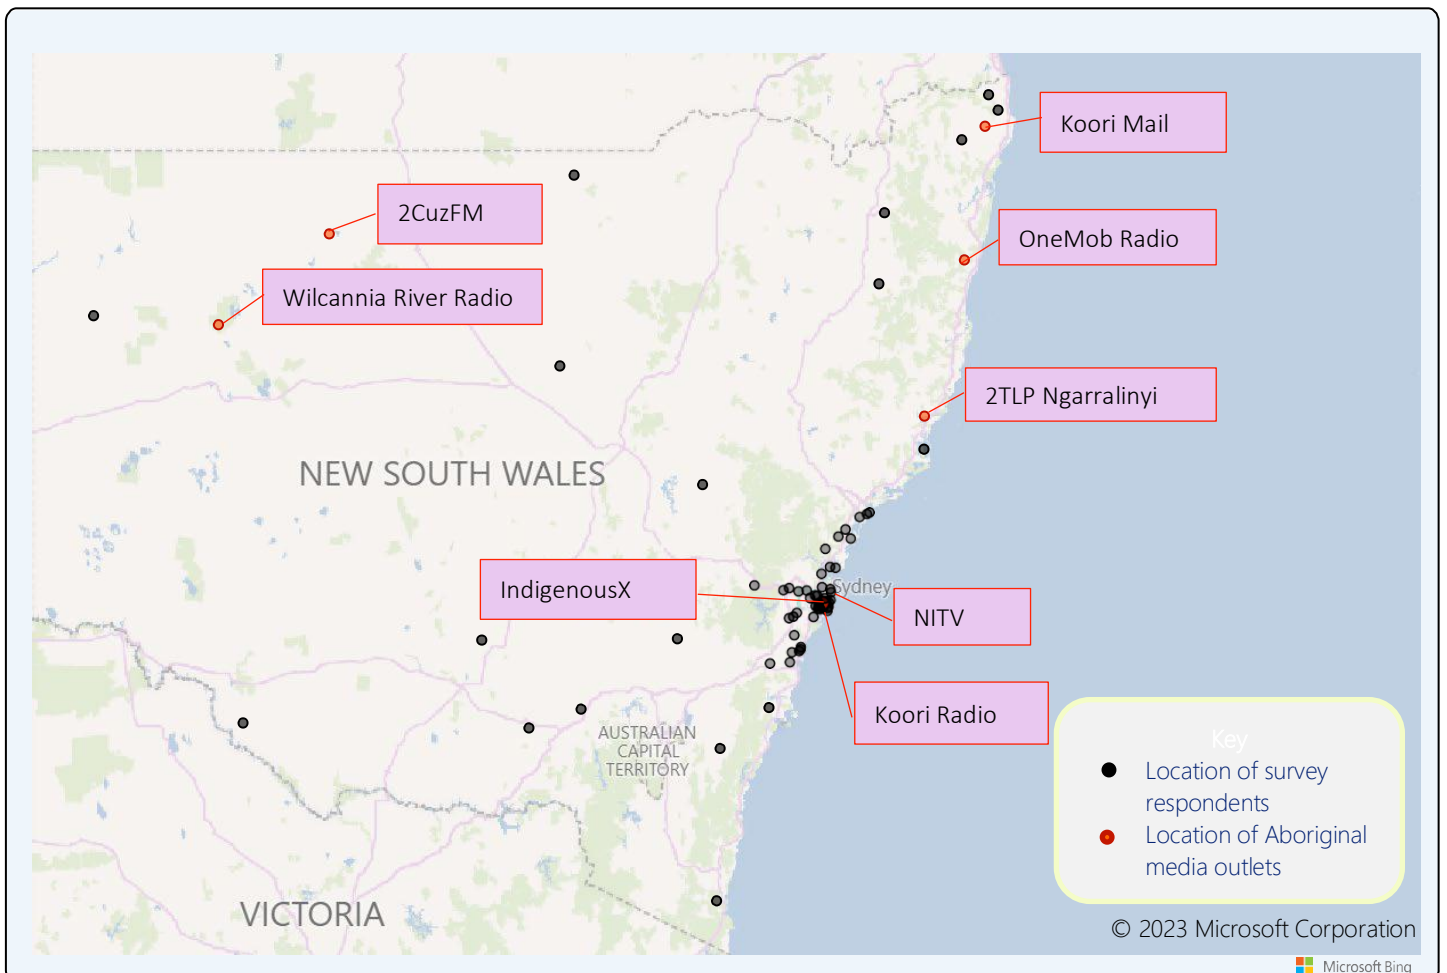 Koori Mail
2CuzFM
OneMob Radio
Wilcannia River Radio
2TLP Ngarralinyi
NEW SOUTH WALES
IndigenousX
Sydney
NITV
Koori Radio
AUSTRALIAN
CAPITAL
TERRITORY
Key
Location of survey
respondents
Location of Aboriginal
media outlets
VICTORIA
© 2023 Microsoft Corporation
Microsoft Bing